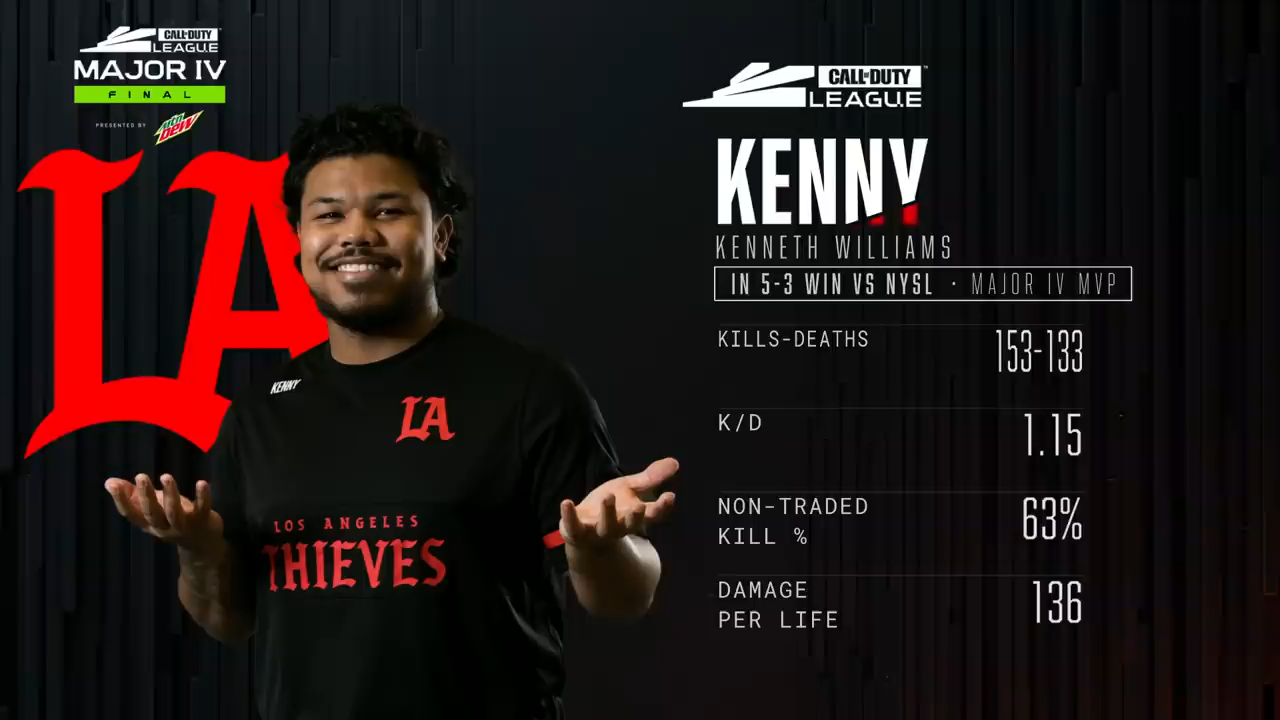 CALL OF DUTY
LEAGUE
MAJOR IV
FINAL
PRESENTED BY
MTN
DEW
LA
CALL OF DUTY
LEAGUE
KENNY
KENNETH WILLIAMS
IN 5-3 WIN VS NYSL · MAJOR IV MVP
KILLS-DEATHS 153-133
K/D 1.15
NON-TRADED
KILL % 63%
DAMAGE
PER LIFE 136
KENNY
LA
LOS ANGELES
THIEVES